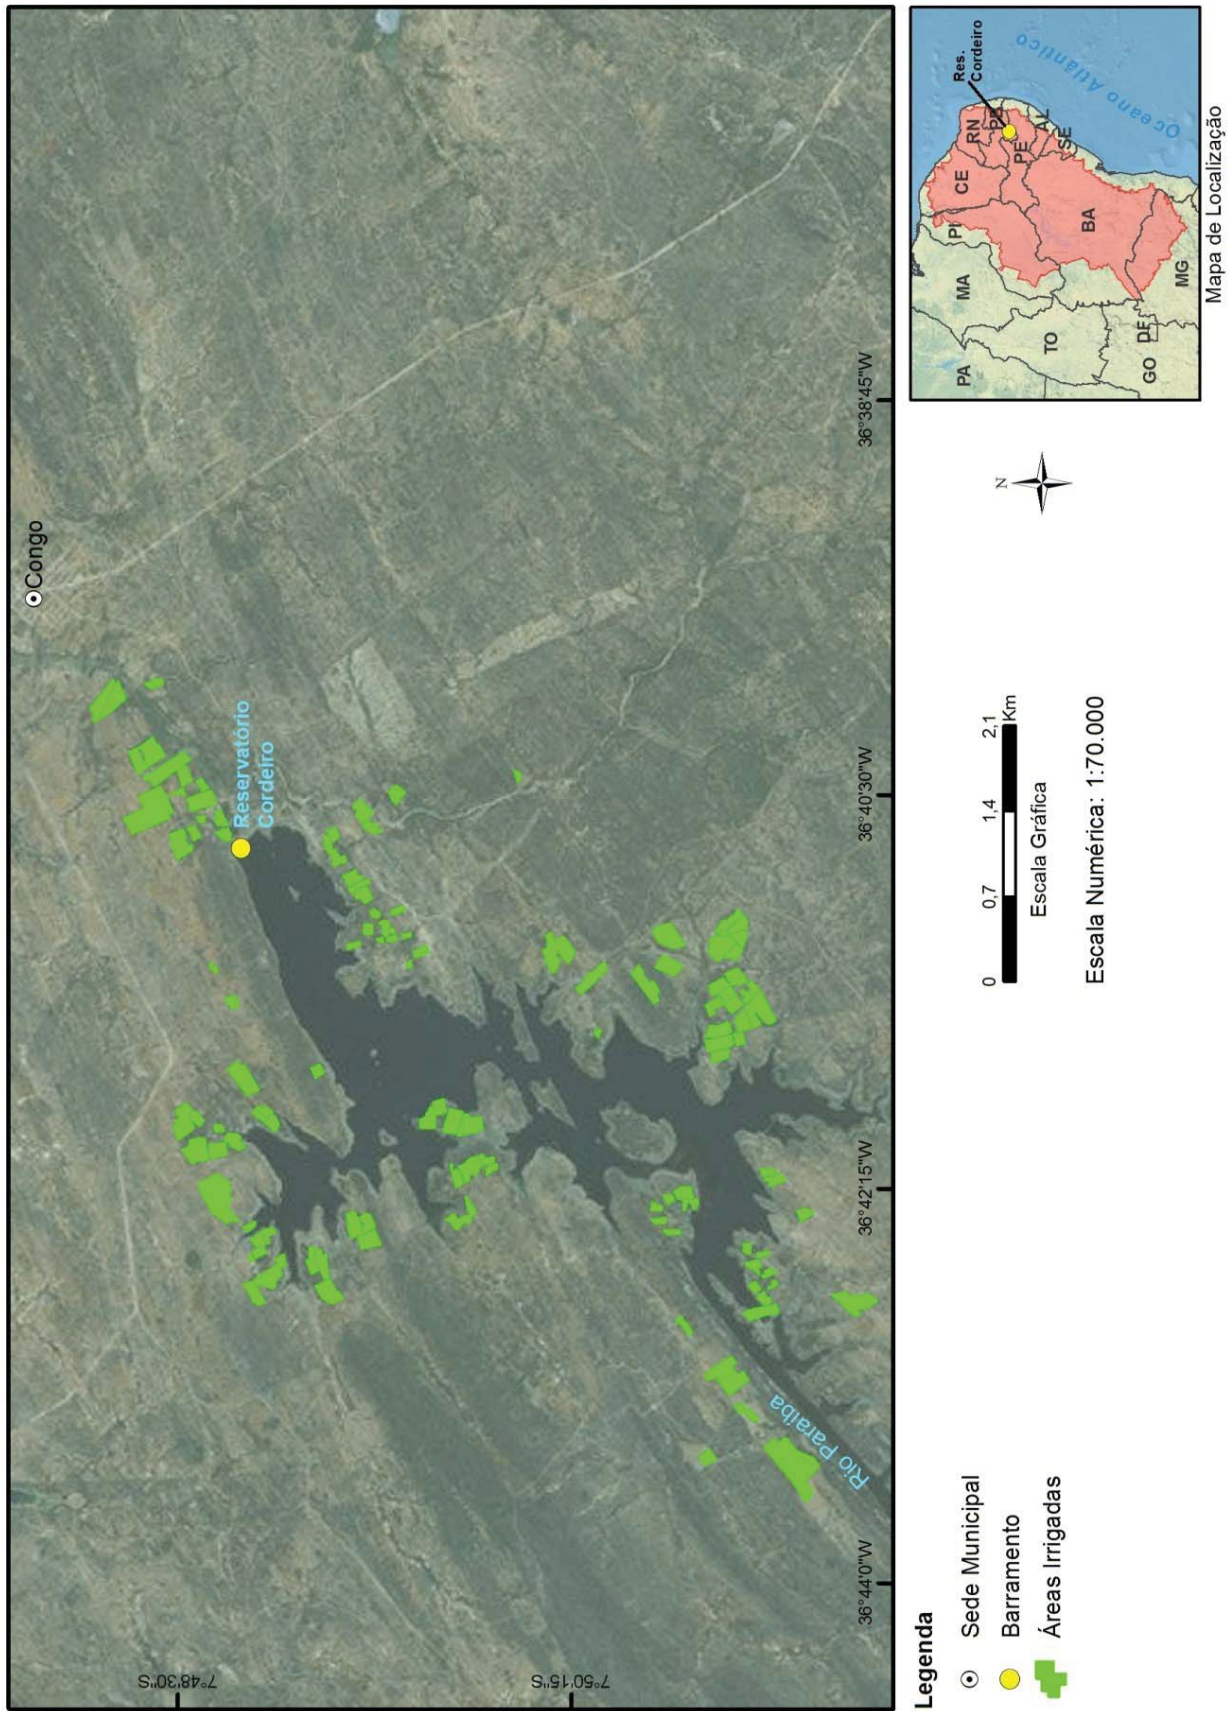 Congo
Reservatório
Cordeiro
Rio Paraíba
7°48'30"S
7°50'15"S
36°44'0"W
36°42'15"W
36°40'30"W
36°38'45"W
Legenda
Sede Municipal
Barramento
Áreas Irrigadas
0 0,7 1,4 2,1
Km
Escala Gráfica
Escala Numérica: 1:70.000
N
Res.
Cordeiro
Oceano Atlântico
PA
MA
PI
CE
RN
PB
PE
AL
SE
TO
BA
GO
DF
MG
Mapa de Localização